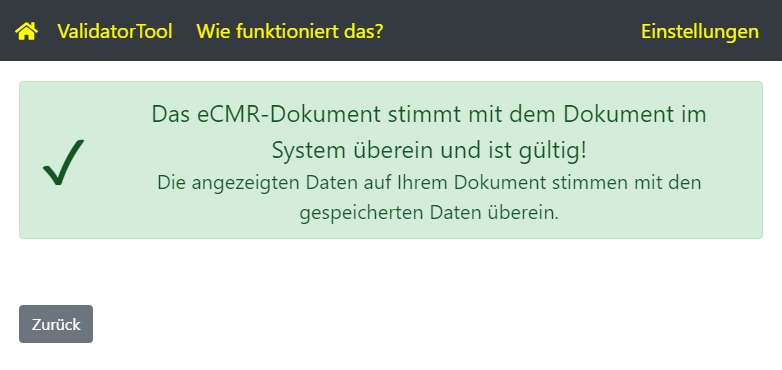 ValidatorTool Wie funktioniert das? Einstellungen
Das eCMR-Dokument stimmt mit dem Dokument im
System überein und ist gültig!
Die angezeigten Daten auf Ihrem Dokument stimmen mit den
gespeicherten Daten überein.
Zurück